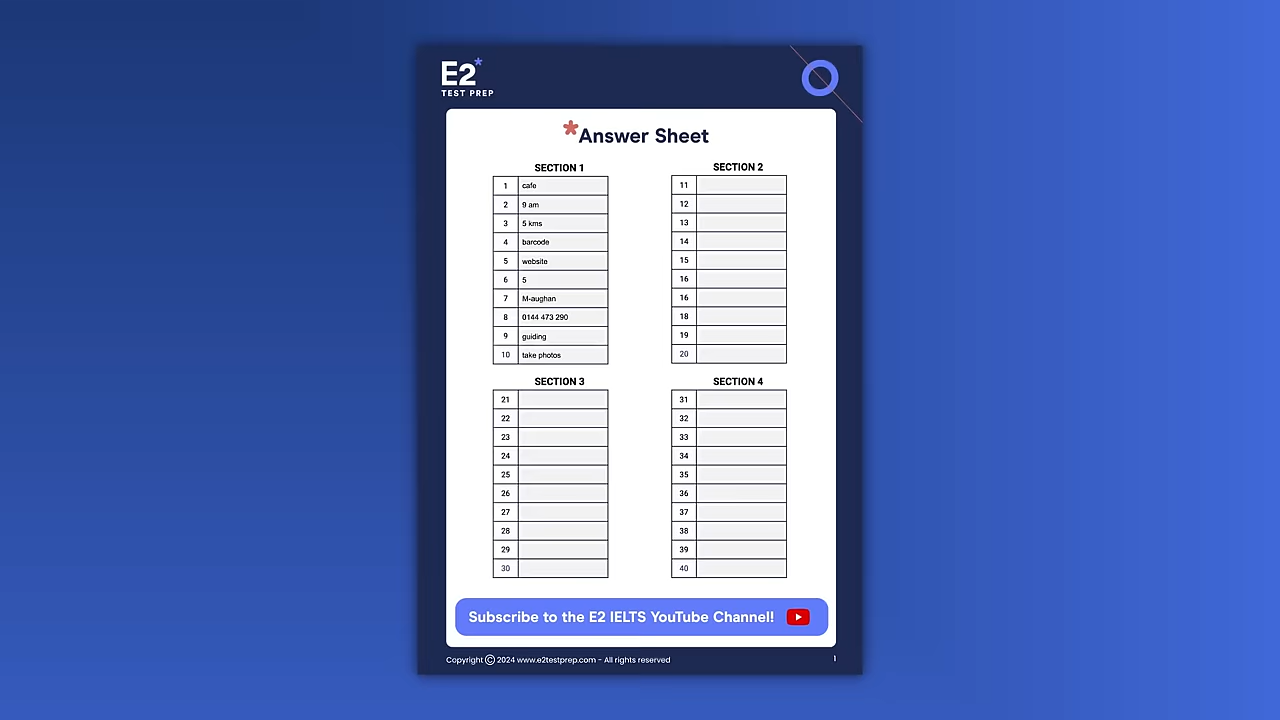 E2*
TEST PREP
*Answer Sheet
SECTION 1
1 cafe
2 9 am
3 5 kms
4 barcode
5 website
6 5
7 M-aughan
8 0144 473 290
9 guiding
10 take photos
SECTION 2
11
12
13
14
15
16
16
18
19
20
SECTION 3
21
22
23
24
25
26
27
28
29
30
SECTION 4
31
32
33
34
35
36
37
38
39
40
Subscribe to the E2 IELTS YouTube Channel!
Copyright © 2024 www.e2testprep.com - All rights reserved
1